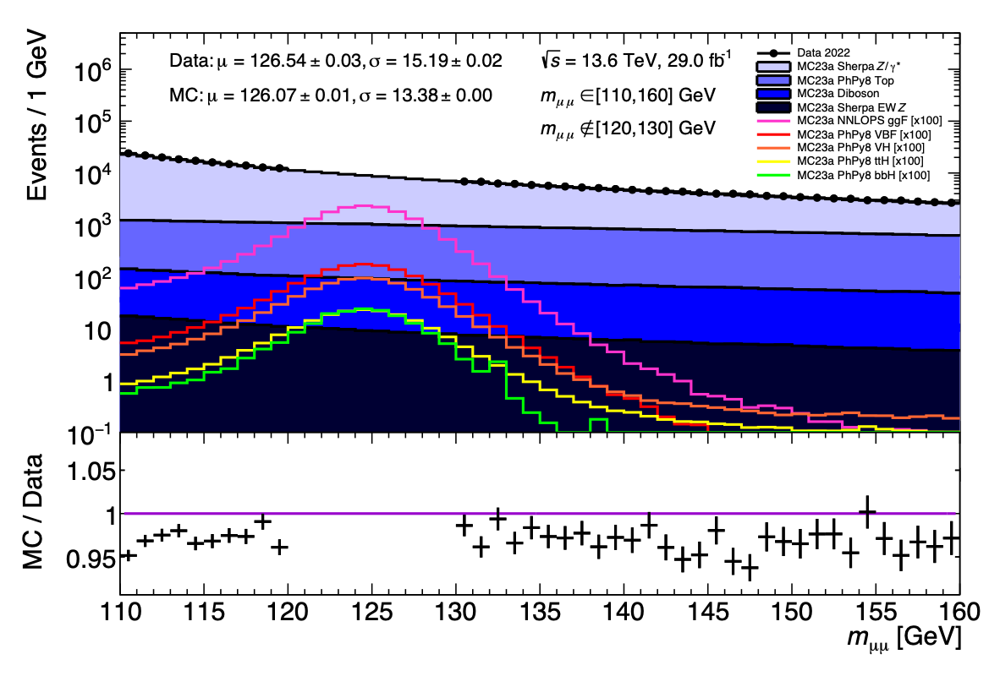 Data: μ = 126.54 ± 0.03, σ = 15.19 ± 0.02
MC: μ = 126.07 ± 0.01, σ = 13.38 ± 0.00
√s = 13.6 TeV, 29.0 fb⁻¹
m_μμ ∈[110,160] GeV
m_μμ ∉[120,130] GeV
Data 2022
MC23a Sherpa Z/γ*
MC23a PhPy8 Top
MC23a Diboson
MC23a Sherpa EW Z
MC23a NNLOPS ggF [x100]
MC23a PhPy8 VBF [x100]
MC23a PhPy8 VH [x100]
MC23a PhPy8 ttH [x100]
MC23a PhPy8 bbH [x100]
Events / 1 GeV
10⁶
10⁵
10⁴
10³
10²
10
1
10⁻¹
MC / Data
1.05
1
0.95
110 115 120 125 130 135 140 145 150 155 160
m_μμ [GeV]